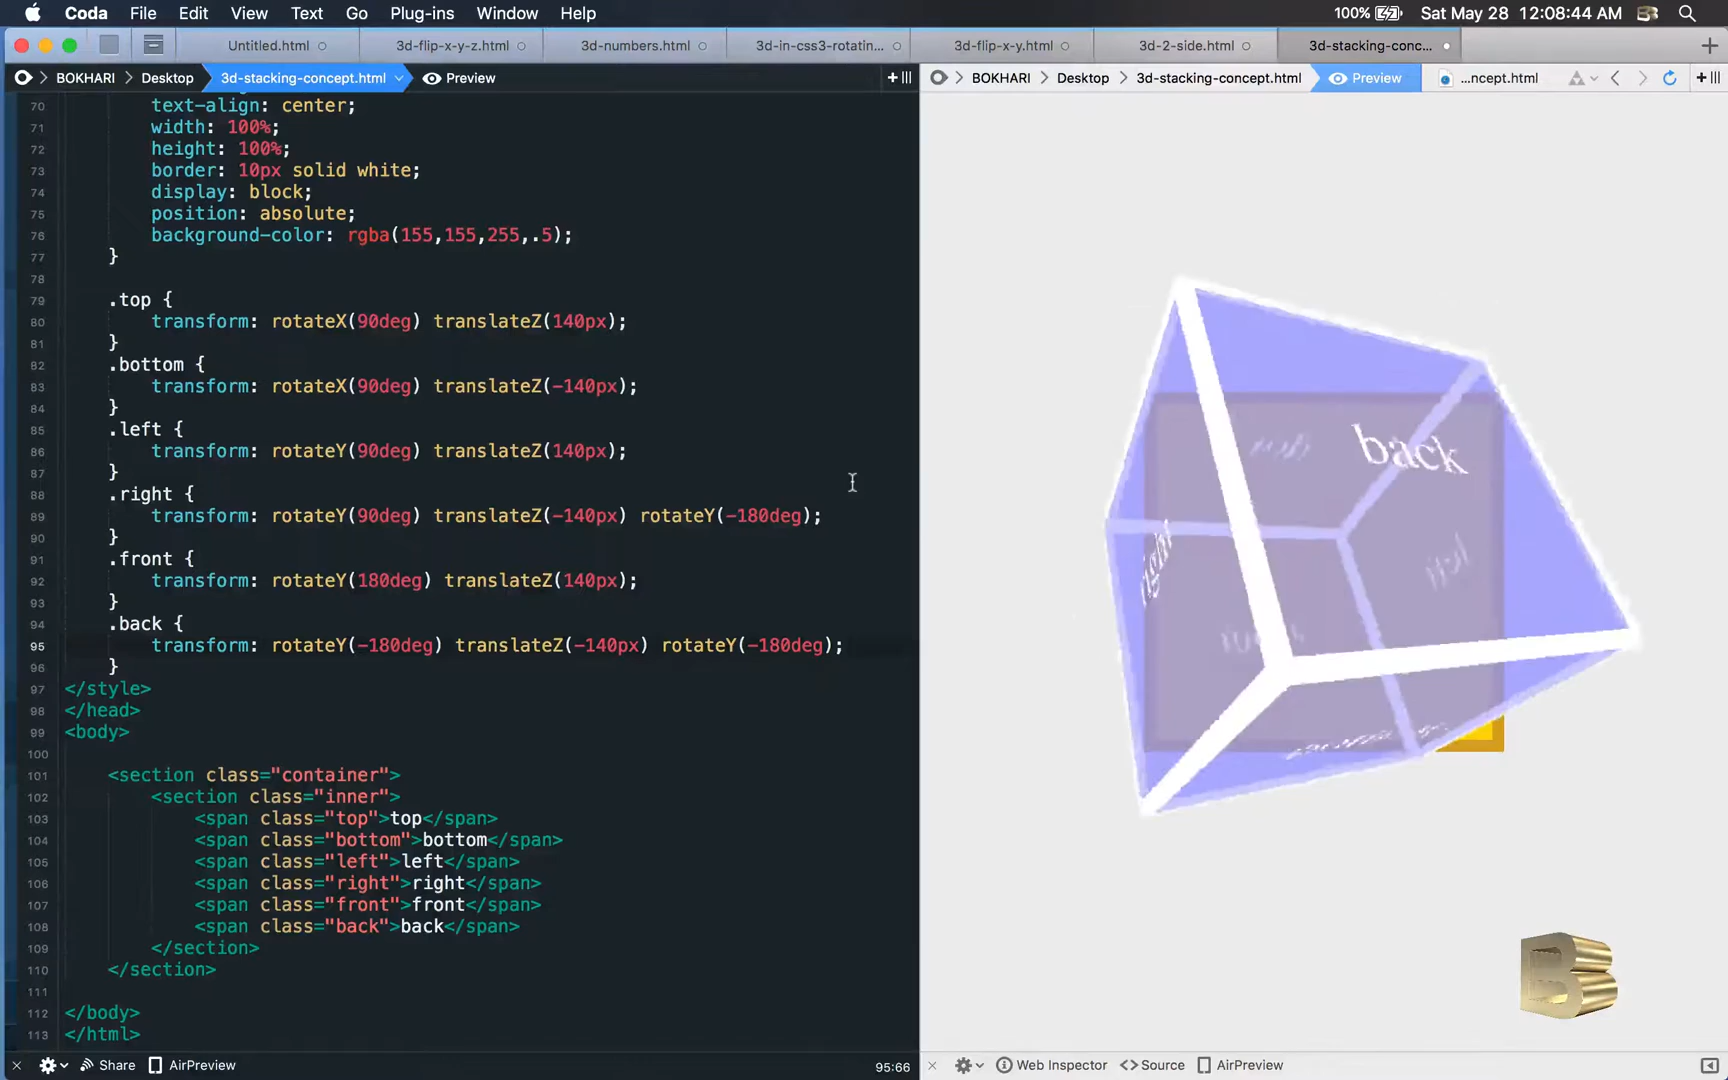 Coda File Edit View Text Go Plug-ins Window Help 100% Sat May 28 12:08:44 AM
Untitled.html 3d-flip-x-y-z.html 3d-numbers.html 3d-in-css3-rotatin... 3d-flip-x-y.html 3d-2-side.html 3d-stacking-conc...
BOKHARI Desktop 3d-stacking-concept.html Preview BOKHARI Desktop 3d-stacking-concept.html Preview ...ncept.html
70 text-align: center;
71 width: 100%;
72 height: 100%;
73 border: 10px solid white;
74 display: block;
75 position: absolute;
76 background-color: rgba(155,155,255,.5);
77 }
78
79 .top {
80 transform: rotateX(90deg) translateZ(140px);
81 }
82 .bottom {
83 transform: rotateX(90deg) translateZ(-140px);
84 }
85 .left {
86 transform: rotateY(90deg) translateZ(140px);
87 }
88 .right {
89 transform: rotateY(90deg) translateZ(-140px) rotateY(-180deg);
90 }
91 .front {
92 transform: rotateY(180deg) translateZ(140px);
93 }
94 .back {
95 transform: rotateY(-180deg) translateZ(-140px) rotateY(-180deg);
96 }
97 </style>
98 </head>
99 <body>
100
101 <section class="container">
102 <section class="inner">
103 <span class="top">top</span>
104 <span class="bottom">bottom</span>
105 <span class="left">left</span>
106 <span class="right">right</span>
107 <span class="front">front</span>
108 <span class="back">back</span>
109 </section>
110 </section>
111
112 </body>
113 </html>
back
right
B
Share AirPreview 95:66 Web Inspector Source AirPreview